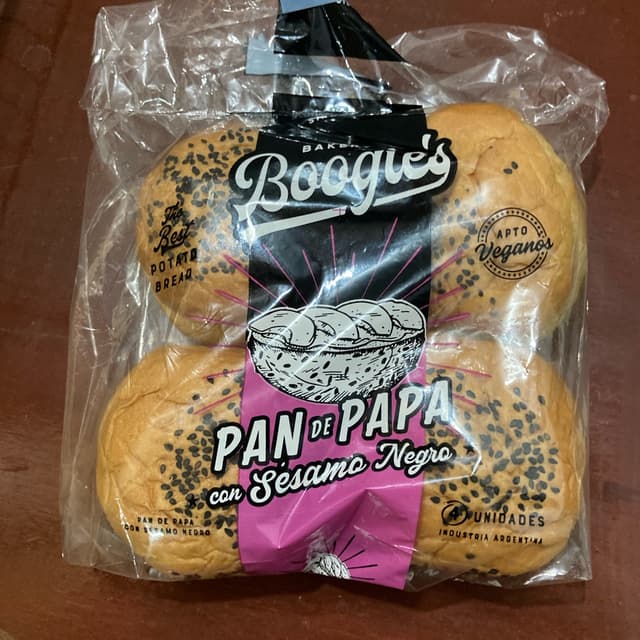 BAKE
Boogie's
The
Best
POTATO
BREAD
APTO
Veganos
PAN DE PAPA
con Sésamo Negro
PAN DE PAPA
CON SÉSAMO NEGRO
4 UNIDADES
INDUSTRIA ARGENTINA